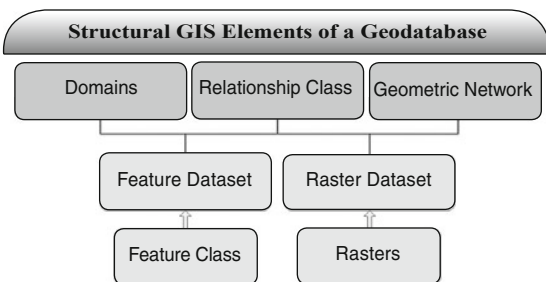 Structural GIS Elements of a Geodatabase
Domains
Relationship Class
Geometric Network
Feature Dataset
Raster Dataset
Feature Class
Rasters